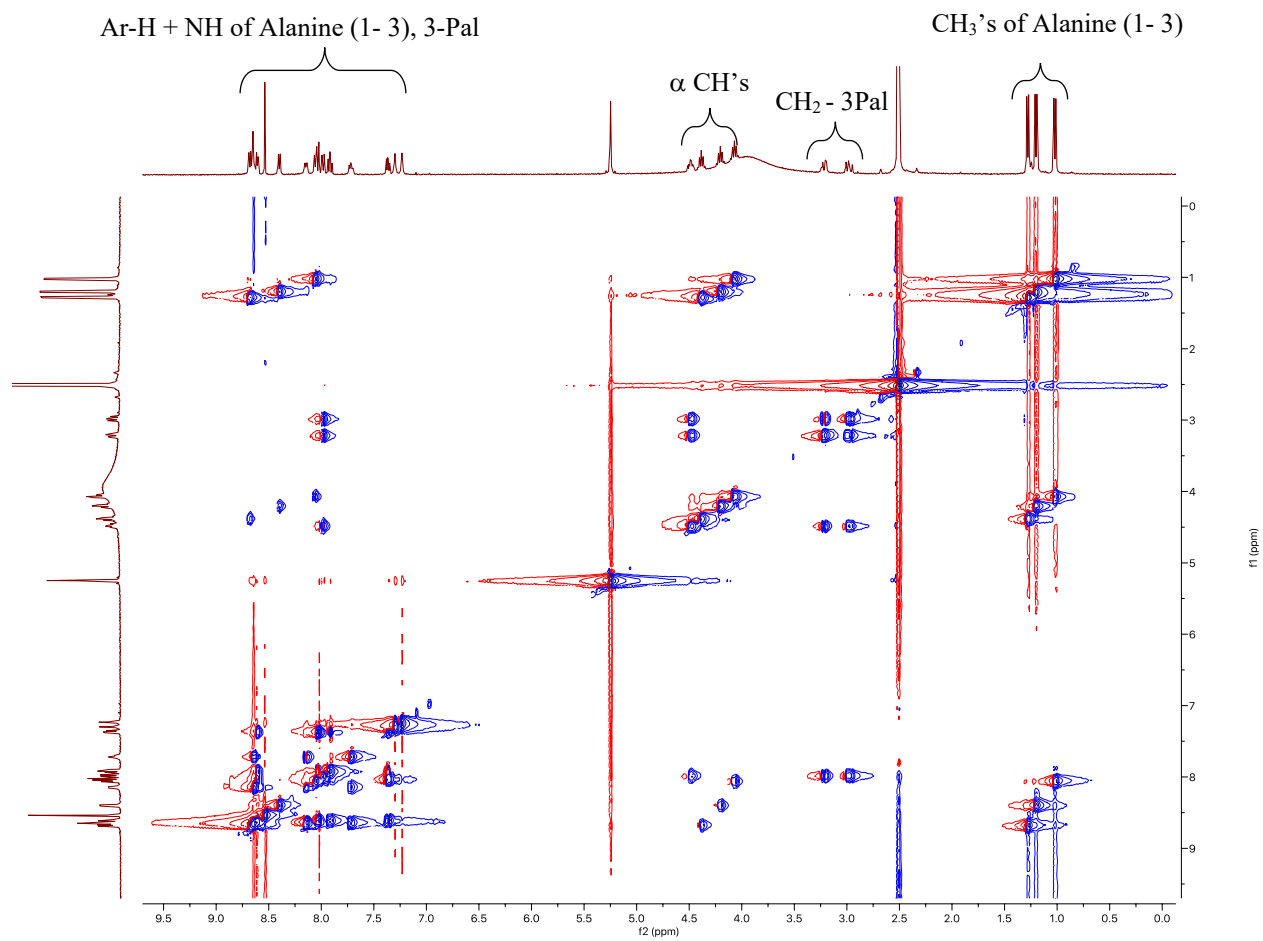 Ar-H + NH of Alanine (1- 3), 3-Pal
CH₃’s of Alanine (1- 3)
α CH’s
CH₂ - 3Pal
0
1
2
3
4
5
6
7
8
9
f1 (ppm)
9.5 9.0 8.5 8.0 7.5 7.0 6.5 6.0 5.5 5.0 4.5 4.0 3.5 3.0 2.5 2.0 1.5 1.0 0.5 0.0
f2 (ppm)